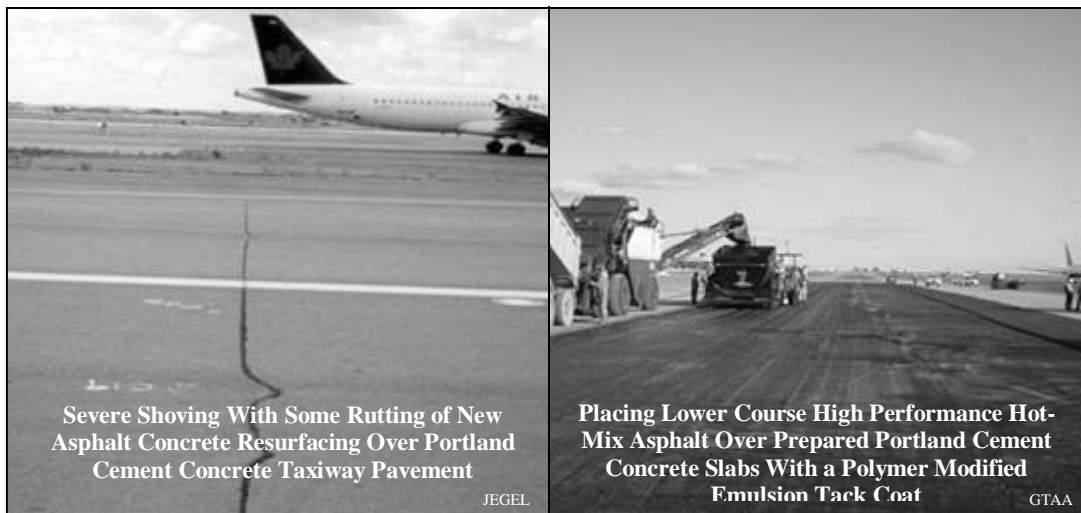 AIR
Severe Shoving With Some Rutting of New
Asphalt Concrete Resurfacing Over Portland
Cement Concrete Taxiway Pavement
JEGEL
Placing Lower Course High Performance Hot-
Mix Asphalt Over Prepared Portland Cement
Concrete Slabs With a Polymer Modified
Emulsion Tack Coat
GTAA